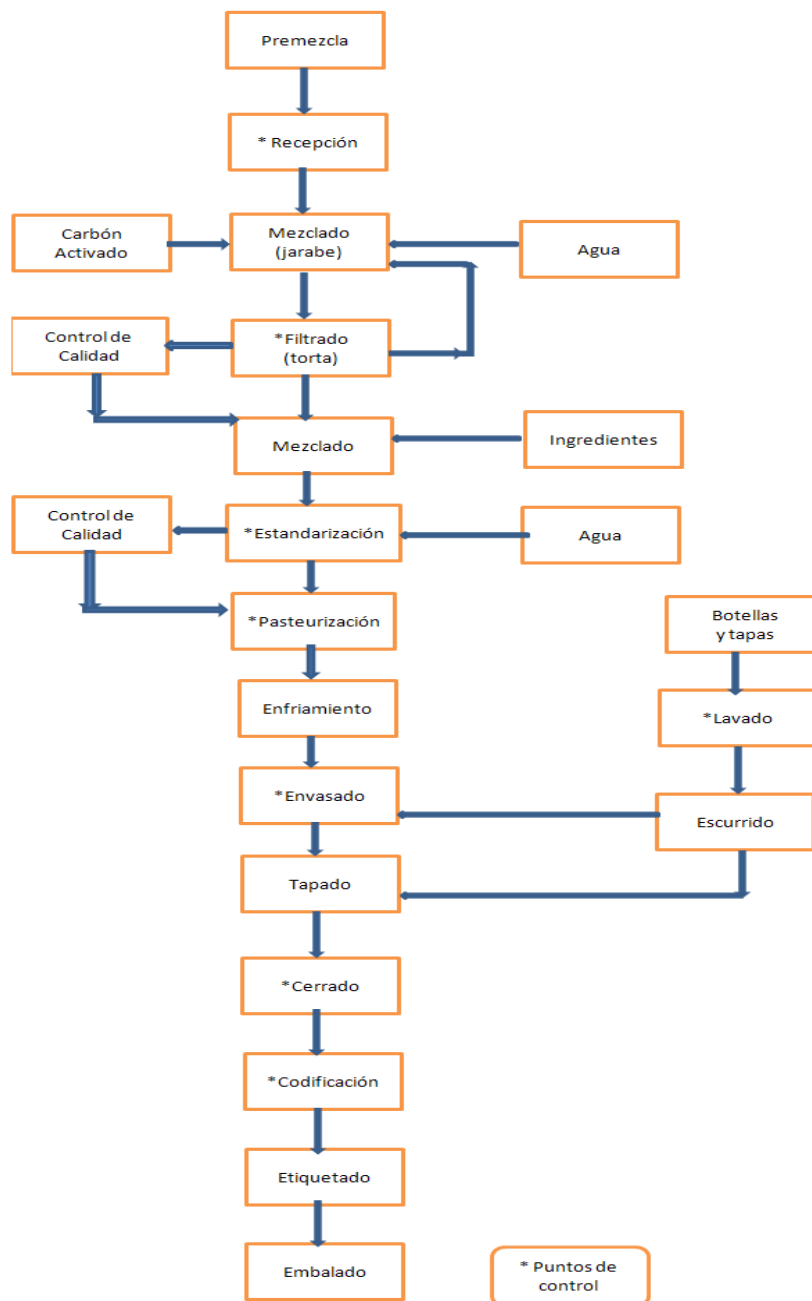 Premezcla
* Recepción
Carbón
Activado
Mezclado
(jarabe)
Agua
Control de
Calidad
*Filtrado
(torta)
Mezclado
Ingredientes
Control de
Calidad
*Estandarización
Agua
*Pasteurización
Botellas
y tapas
Enfriamiento
*Lavado
*Envasado
Escurrido
Tapado
*Cerrado
*Codificación
Etiquetado
Embalado
* Puntos de
control